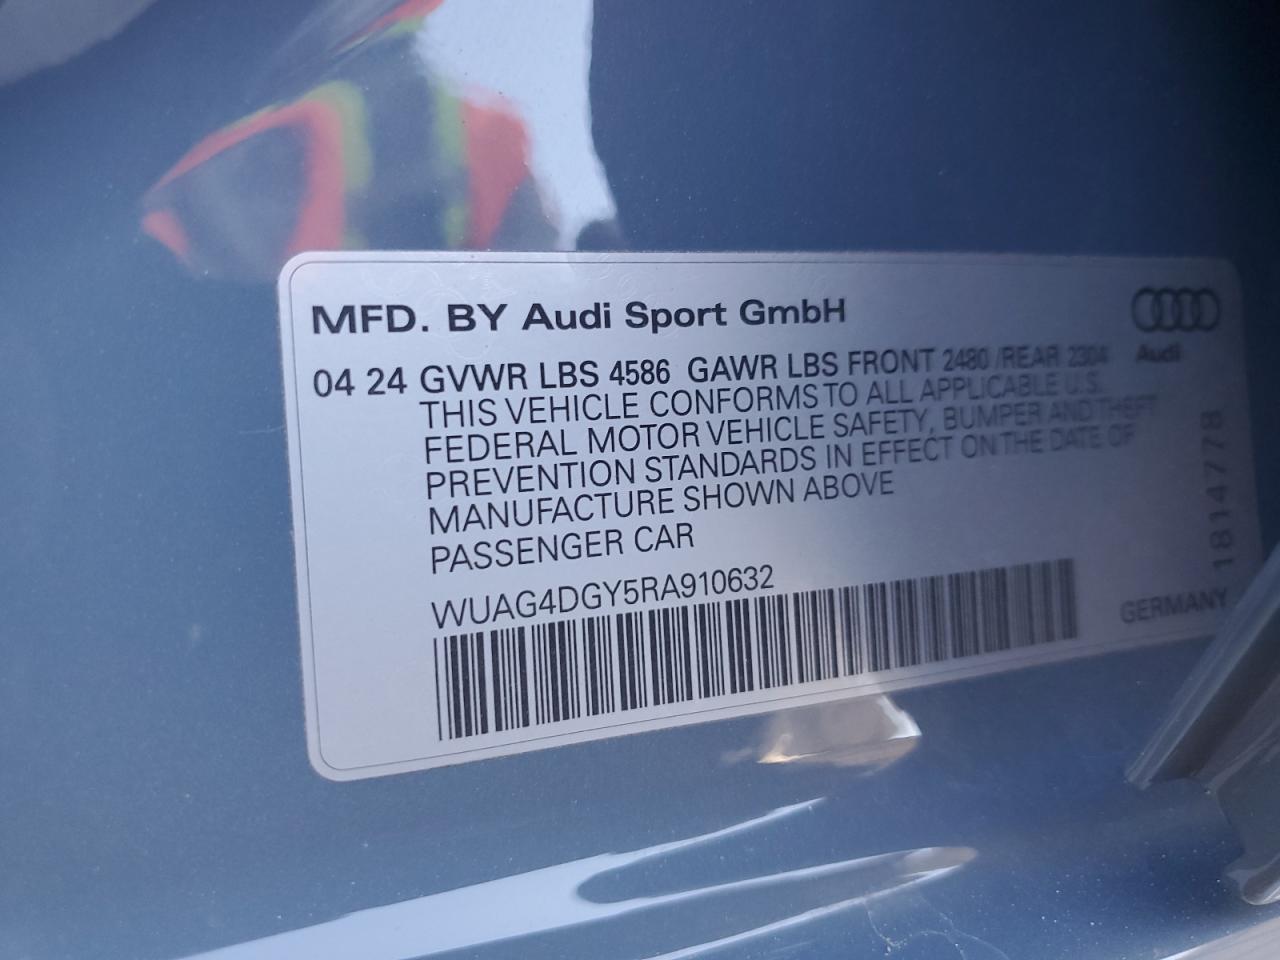 MFD. BY Audi Sport GmbH
Audi
04 24 GVWR LBS 4586 GAWR LBS FRONT 2480 /REAR 2304
THIS VEHICLE CONFORMS TO ALL APPLICABLE U.S.
FEDERAL MOTOR VEHICLE SAFETY, BUMPER AND THEFT
PREVENTION STANDARDS IN EFFECT ON THE DATE OF
MANUFACTURE SHOWN ABOVE
PASSENGER CAR
WUAG4DGY5RA910632
GERMANY
1814778